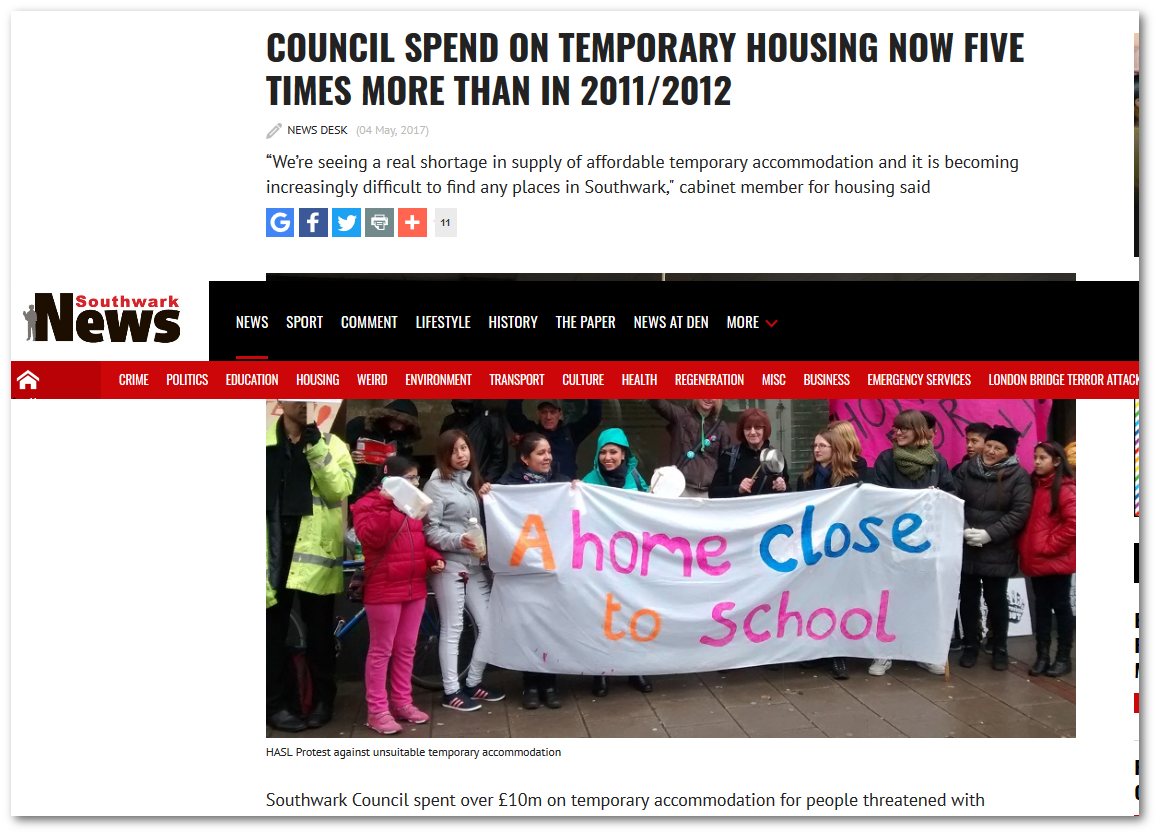 COUNCIL SPEND ON TEMPORARY HOUSING NOW FIVE
TIMES MORE THAN IN 2011/2012
NEWS DESK (04 May, 2017)
“We’re seeing a real shortage in supply of affordable temporary accommodation and it is becoming
increasingly difficult to find any places in Southwark," cabinet member for housing said
11
Southwark
News
NEWS SPORT COMMENT LIFESTYLE HISTORY THE PAPER NEWS AT DEN MORE
CRIME POLITICS EDUCATION HOUSING WEIRD ENVIRONMENT TRANSPORT CULTURE HEALTH REGENERATION MISC BUSINESS EMERGENCY SERVICES LONDON BRIDGE TERROR ATTACK
A home close
to school
HASL Protest against unsuitable temporary accommodation
Southwark Council spent over £10m on temporary accommodation for people threatened with